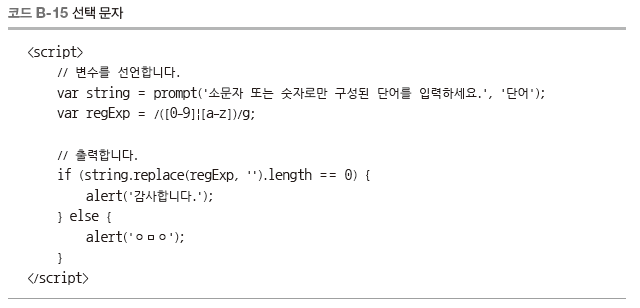 코드 B-15 선택 문자
<script>
// 변수를 선언합니다.
var string = prompt('소문자 또는 숫자로만 구성된 단어를 입력하세요.', '단어');
var regExp = /([0-9]|[a-z])/g;
// 출력합니다.
if (string.replace(regExp, '').length == 0) {
alert('감사합니다.');
} else {
alert('ㅇㅁㅇ');
}
</script>